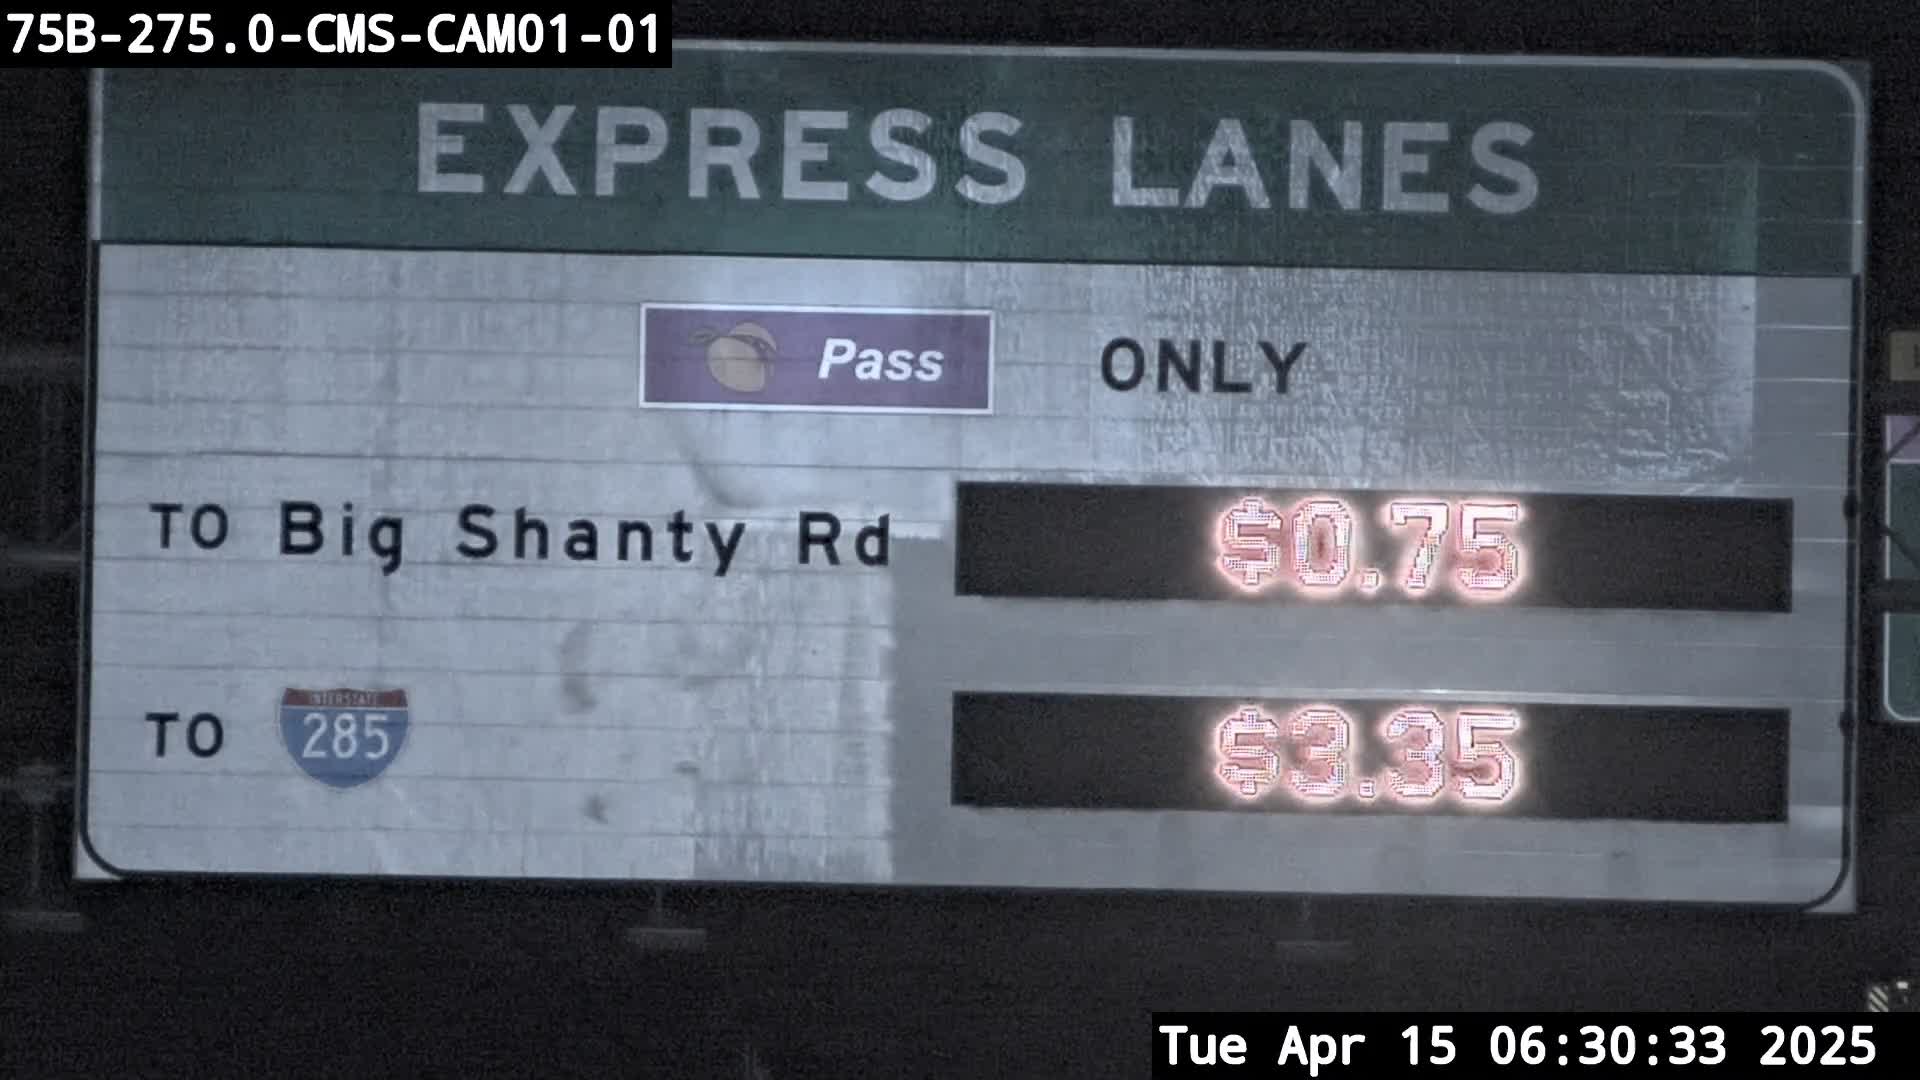 75B-275.0-CMS-CAM01-01
EXPRESS LANES
Pass ONLY
TO Big Shanty Rd $0.75
INTERSTATE
TO 285 $3.35
Tue Apr 15 06:30:33 2025